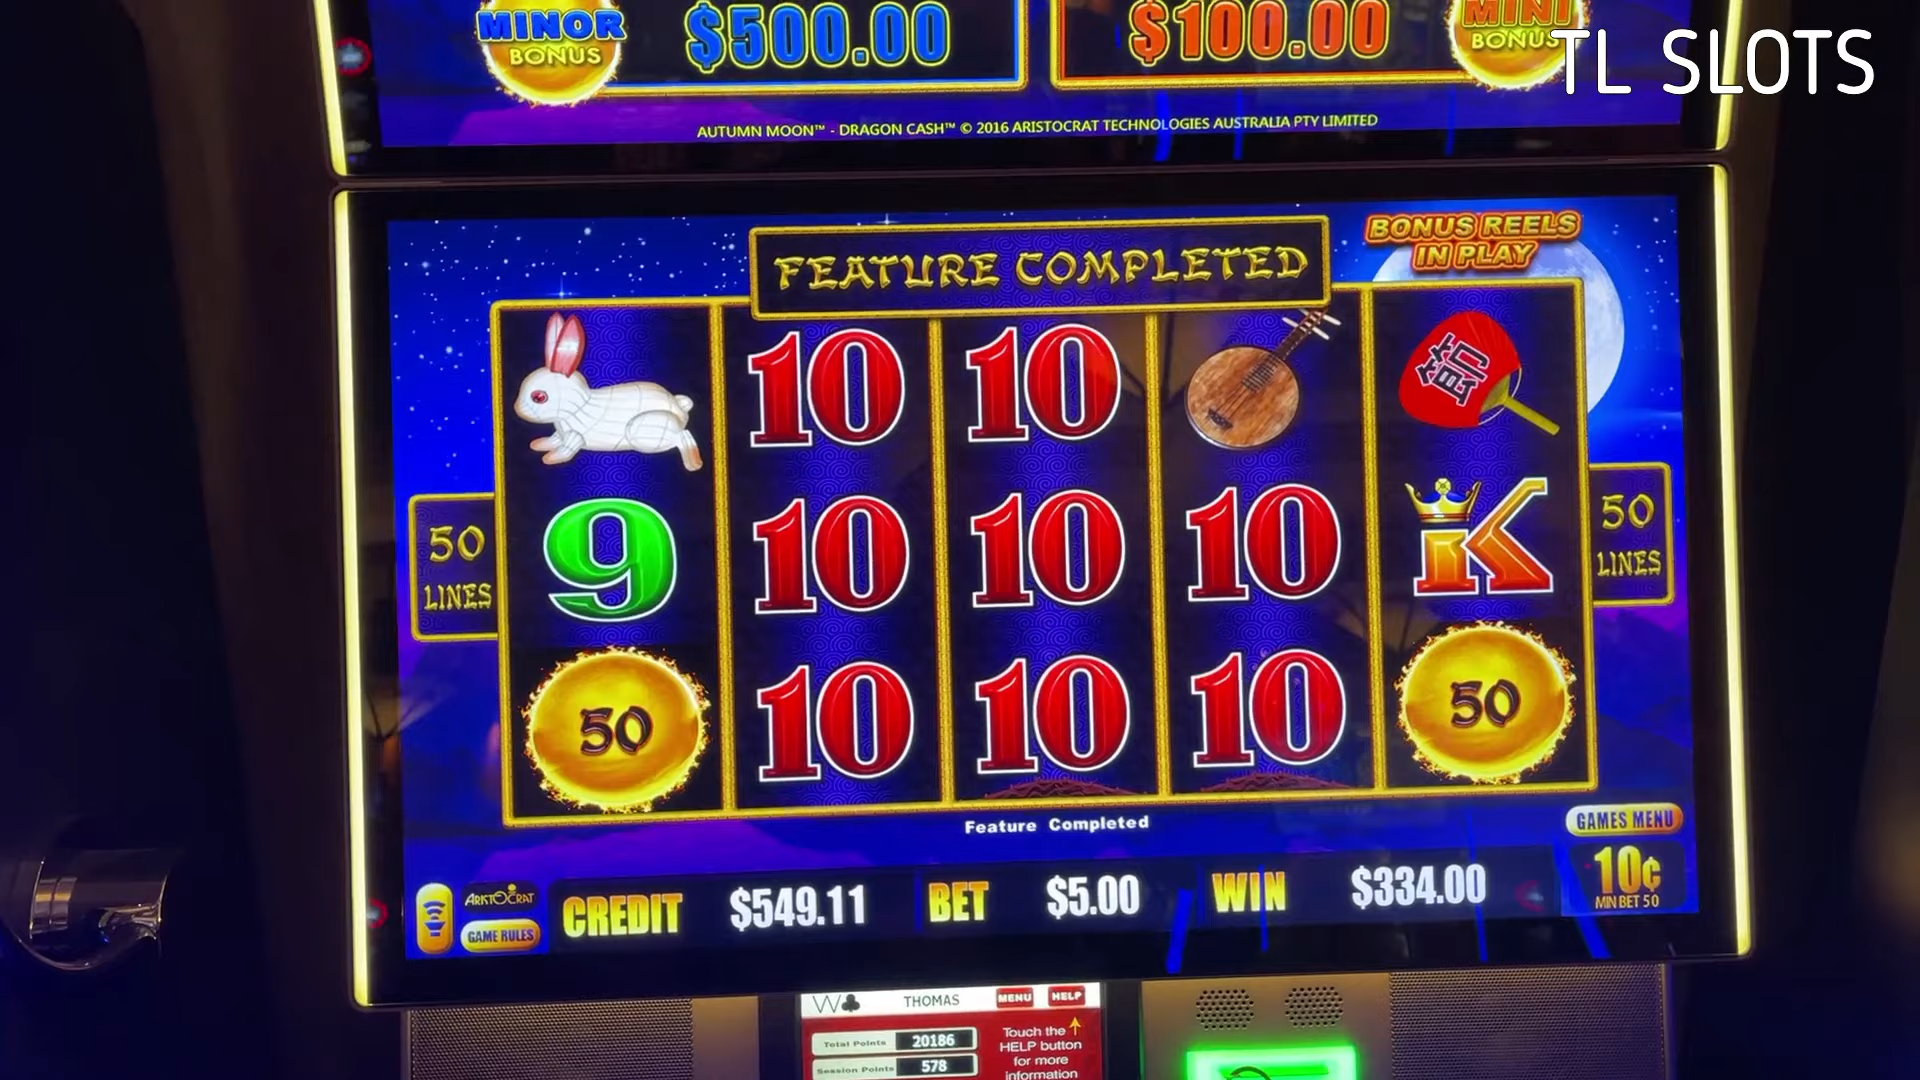 MINOR
BONUS
$500.00
$100.00
MINI
BONUS
TL SLOTS
AUTUMN MOON™ - DRAGON CASH™ © 2016 ARISTOCRAT TECHNOLOGIES AUSTRALIA PTY LIMITED
BONUS REELS
IN PLAY
FEATURE COMPLETED
10
10
福
50
LINES
9
10
10
10
K
50
LINES
50
10
10
10
50
Feature Completed
GAMES MENU
ARISTOCRAT
GAME RULES
CREDIT
$549.11
BET
$5.00
WIN
$334.00
10¢
MIN BET 50
W♣
THOMAS
MENU
HELP
Total Points
20186
Session Points
578
Touch the
HELP button
for more
information